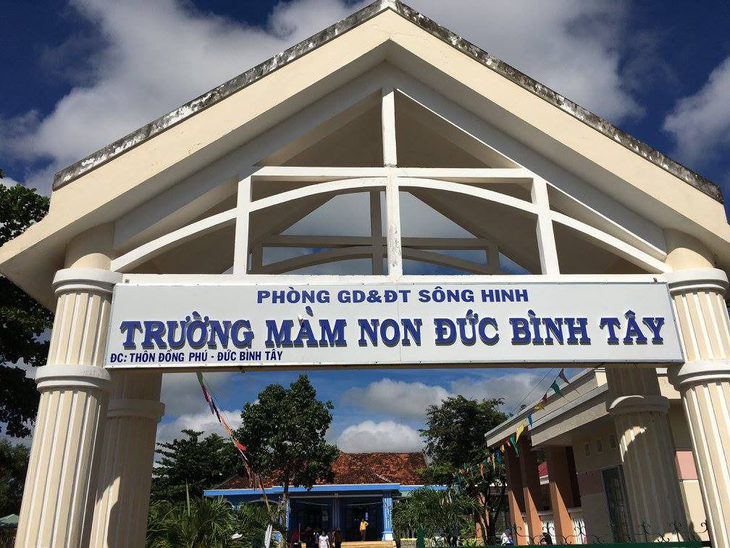 PHÒNG GD&ĐT SÔNG HINH
TRƯỜNG MẦM NON ĐỨC BÌNH TÂY
ĐC: THÔN ĐỒNG PHÚ - ĐỨC BÌNH TÂY